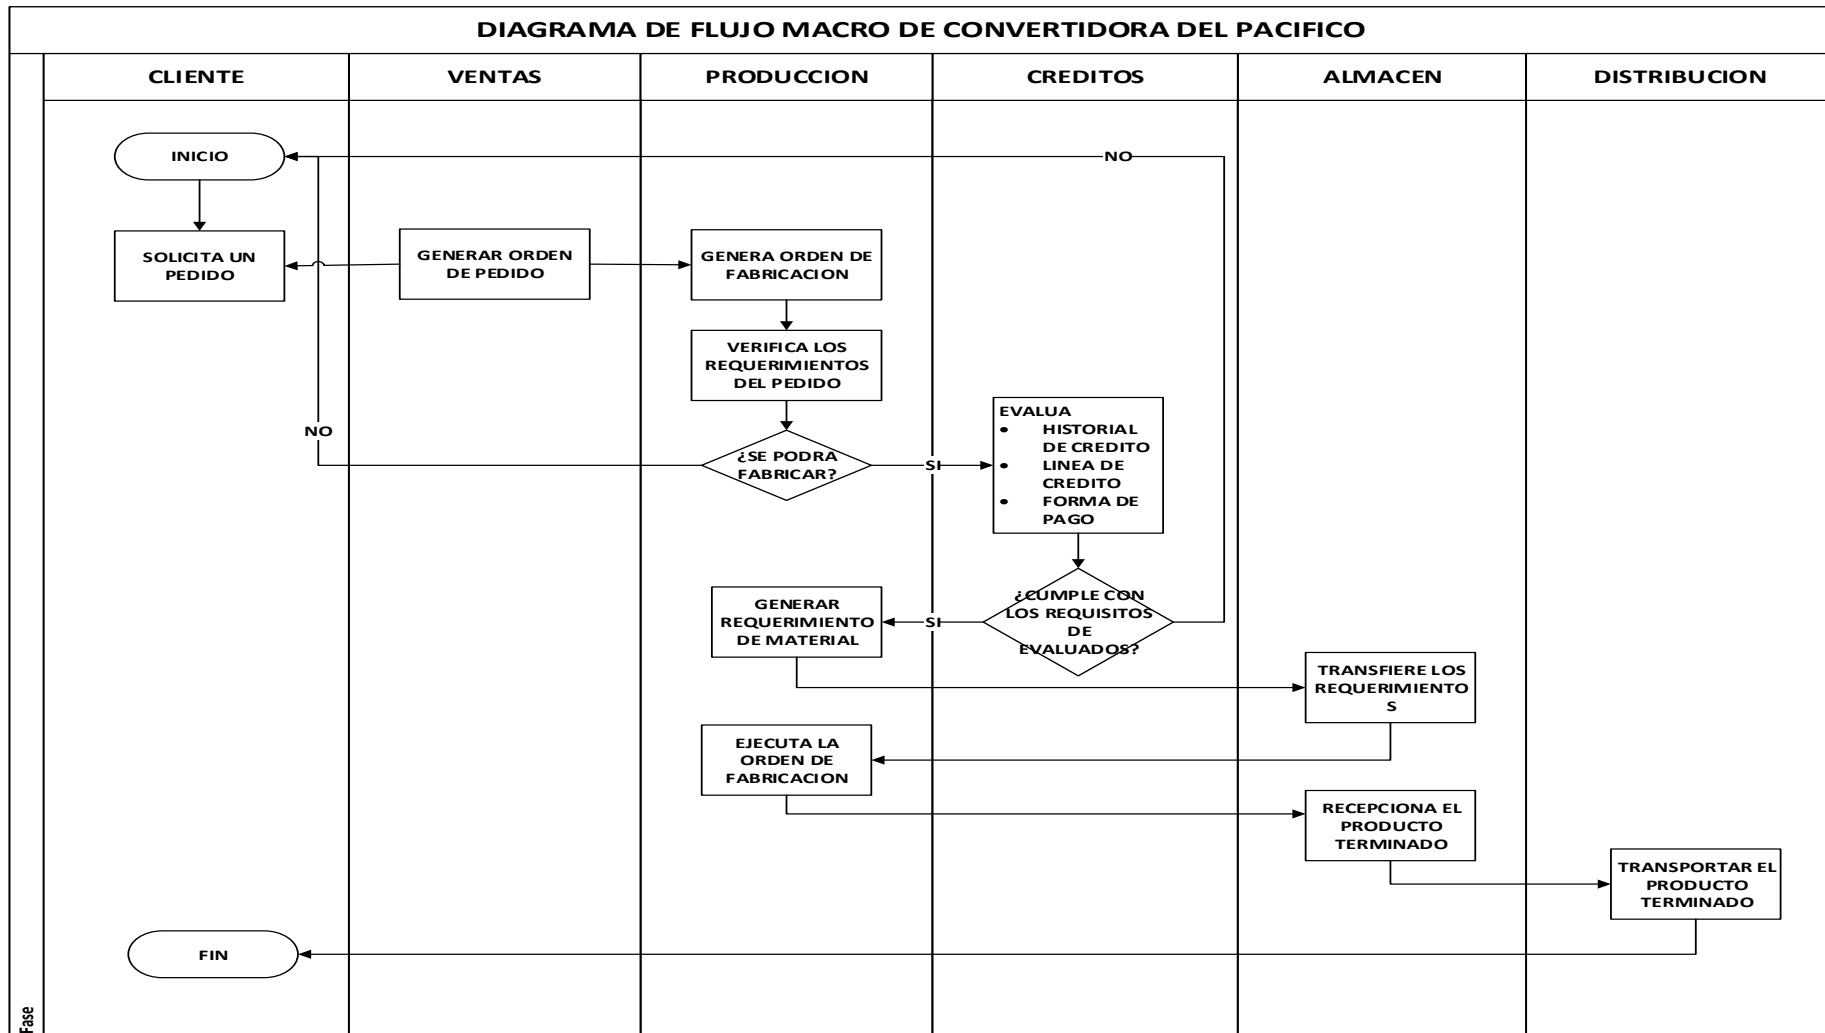 DIAGRAMA DE FLUJO MACRO DE CONVERTIDORA DEL PACIFICO
CLIENTE
VENTAS
PRODUCCION
CREDITOS
ALMACEN
DISTRIBUCION
INICIO
NO
SOLICITA UN
PEDIDO
GENERAR ORDEN
DE PEDIDO
GENERA ORDEN DE
FABRICACION
VERIFICA LOS
REQUERIMIENTOS
DEL PEDIDO
NO
¿SE PODRA
FABRICAR?
SI
EVALUA
● HISTORIAL
DE CREDITO
● LINEA DE
CREDITO
● FORMA DE
PAGO
¿CUMPLE CON
LOS REQUISITOS
DE
EVALUADOS?
SI
GENERAR
REQUERIMIENTO
DE MATERIAL
TRANSFIERE LOS
REQUERIMIENTO
S
EJECUTA LA
ORDEN DE
FABRICACION
RECEPCIONA EL
PRODUCTO
TERMINADO
TRANSPORTAR EL
PRODUCTO
TERMINADO
FIN
Fase